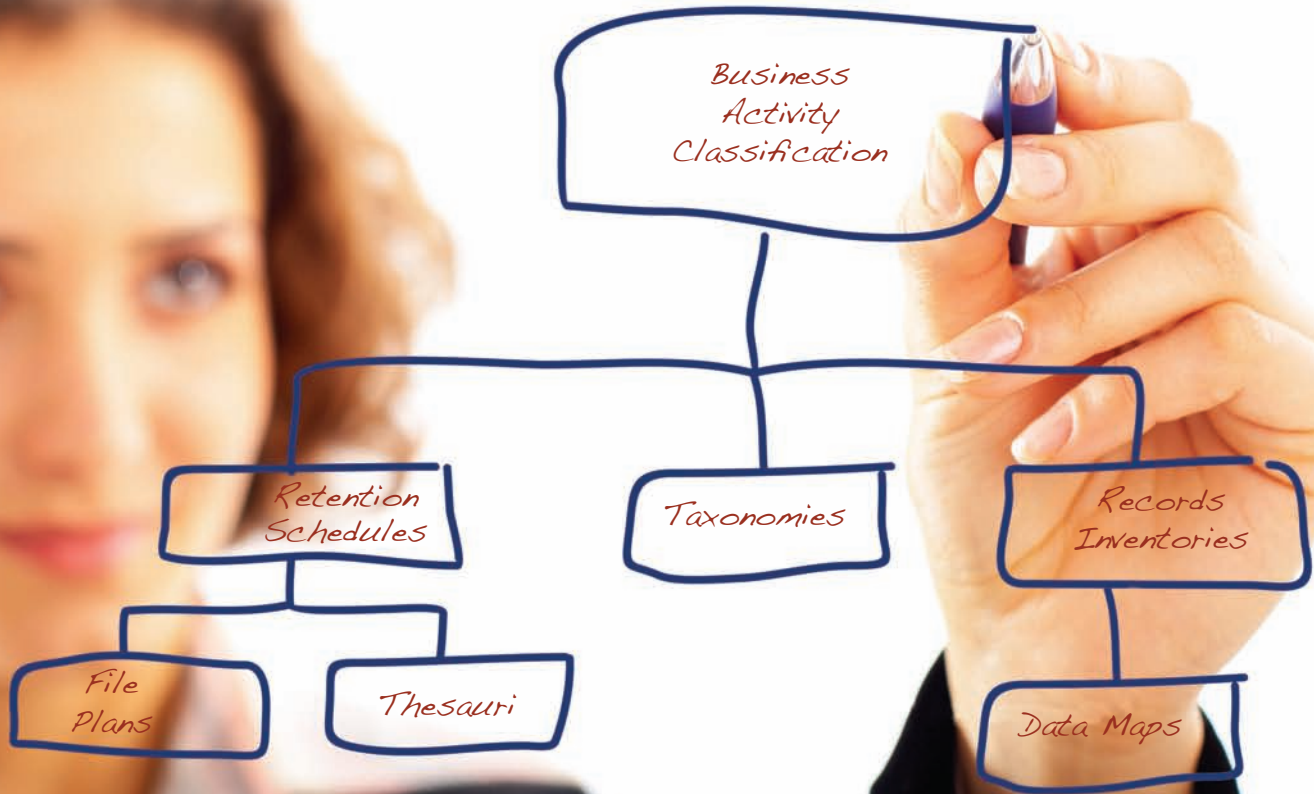 Business
Activity
Classification
Retention
Schedules
Taxonomies
Records
Inventories
File
Plans
Thesauri
Data Maps